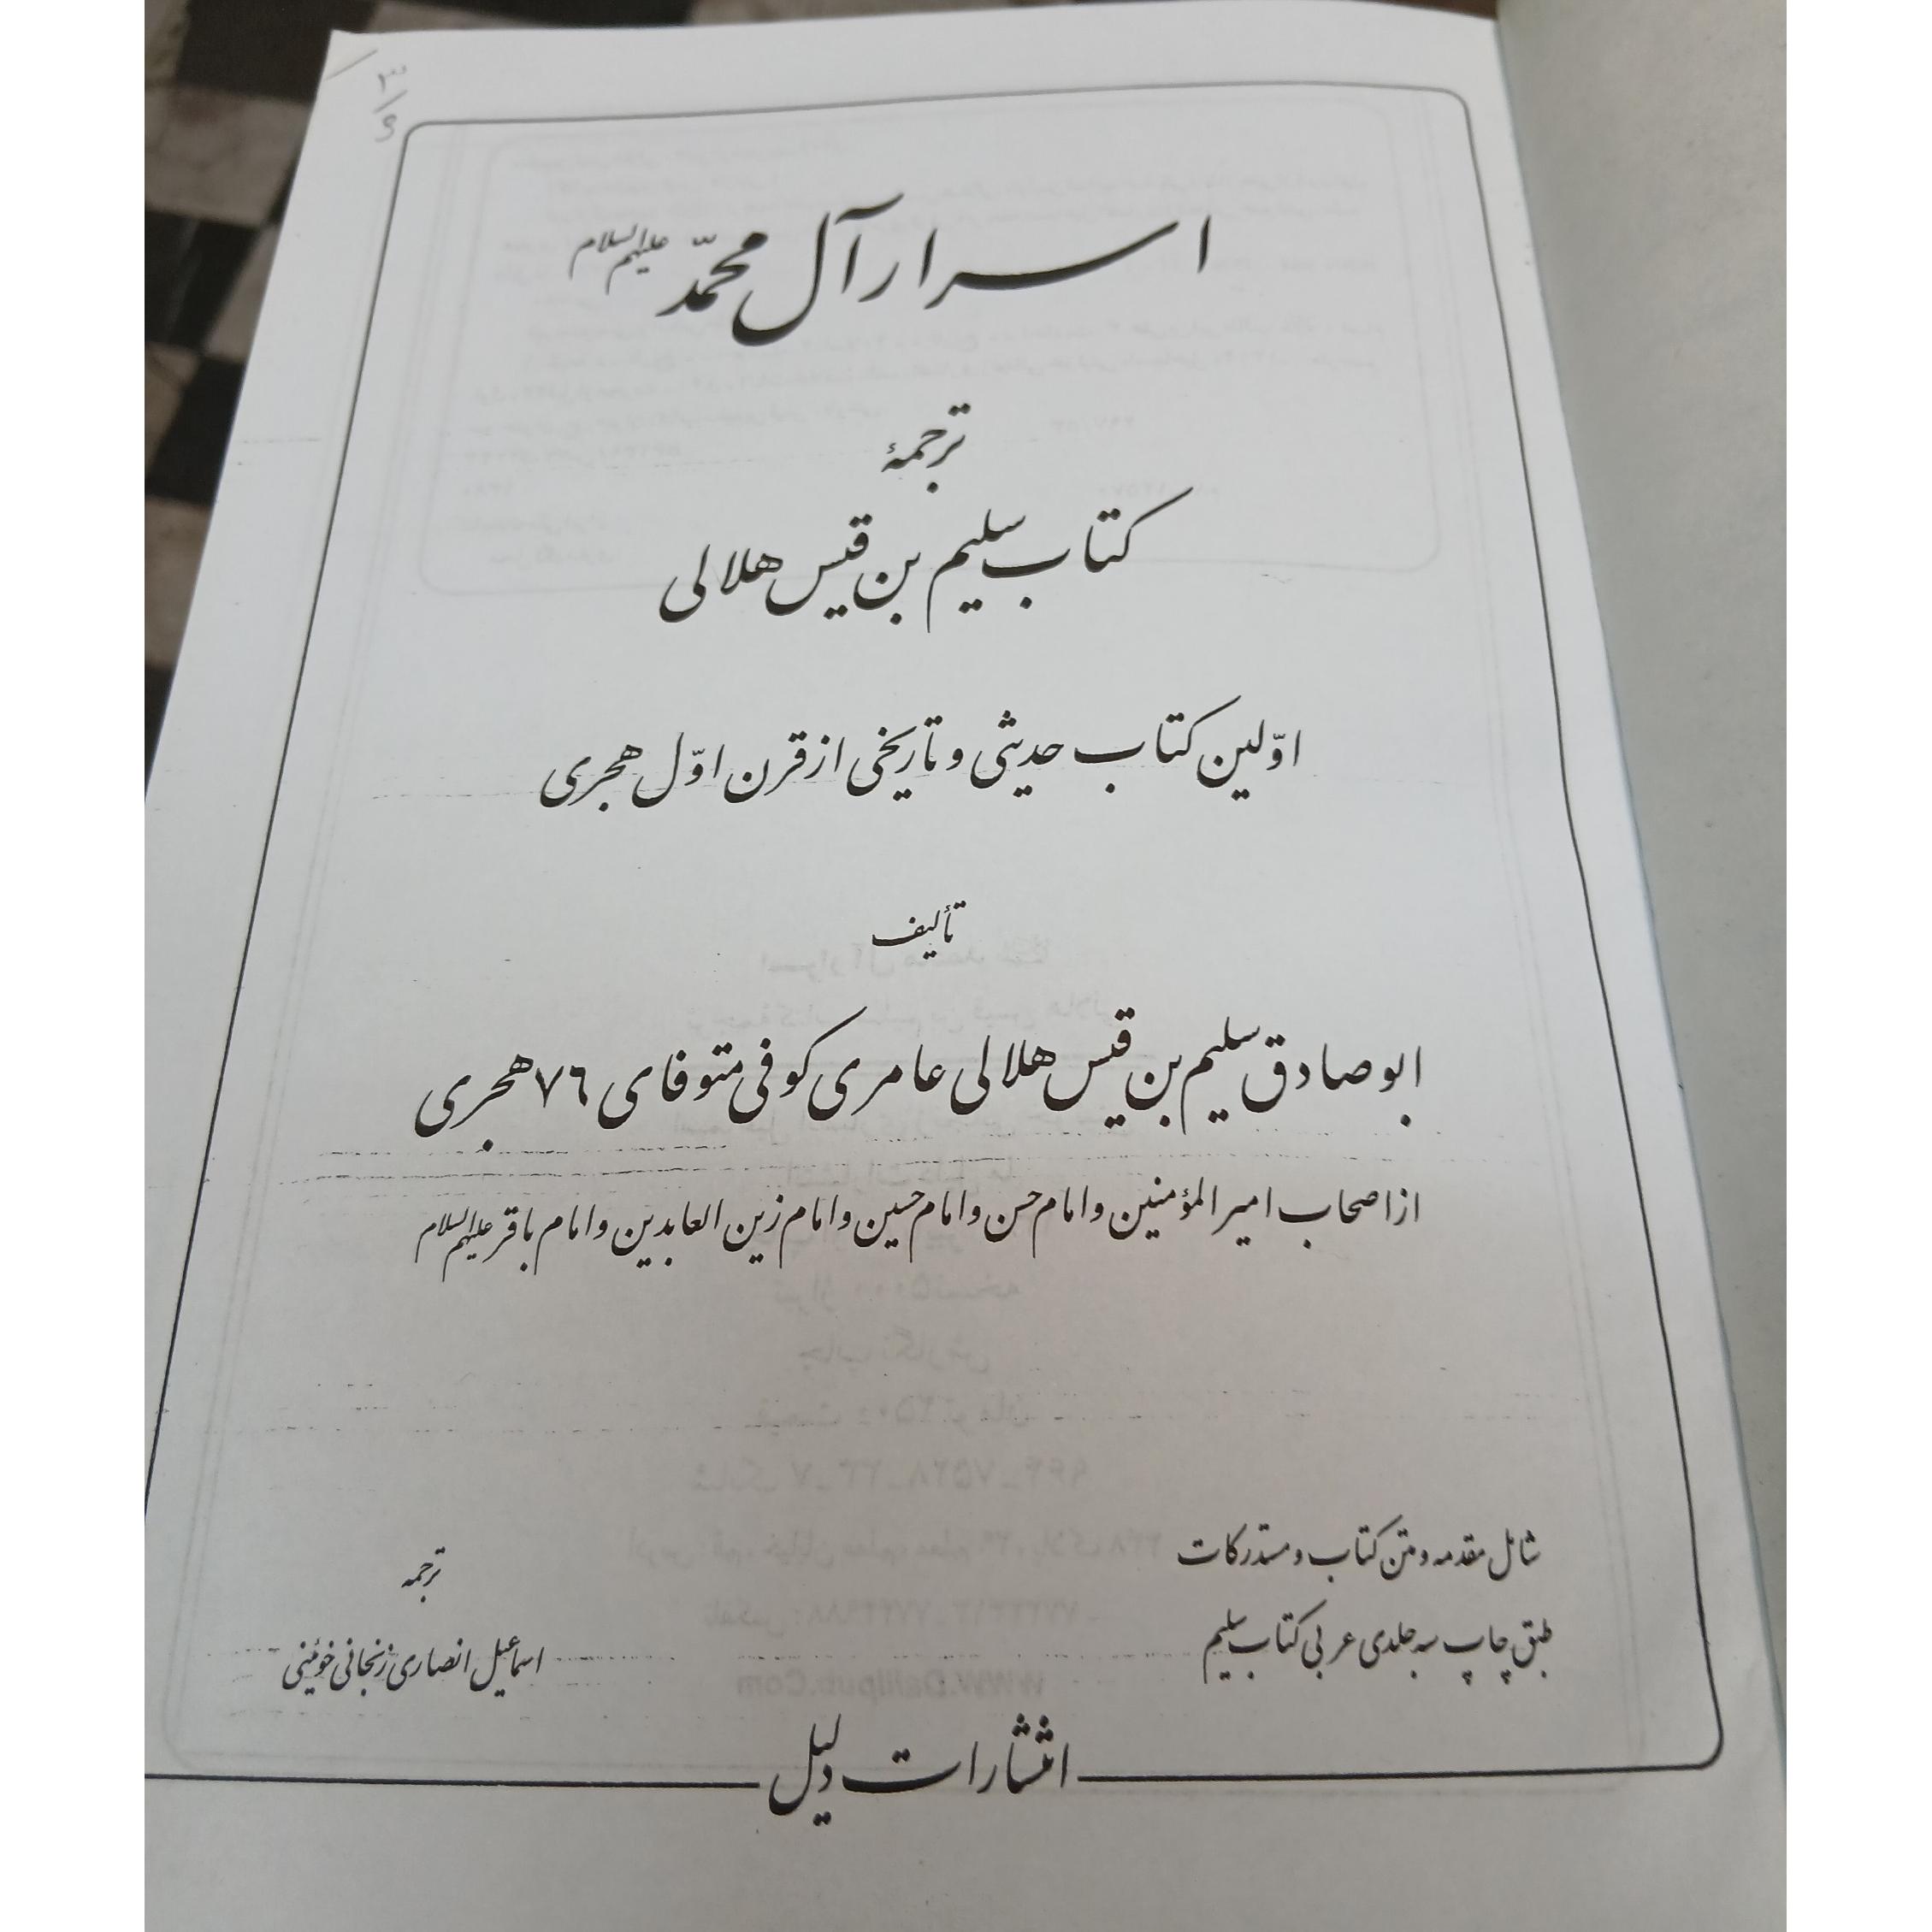 اسرار آل محمّد علیهم السلام
ترجمهٔ
کتاب سلیم بن قیس هلالی
اوّلین کتاب حدیثی و تاریخی از قرن اوّل هجری
تألیف
ابو صادق سلیم بن قیس هلالی عامری کوفی متوفای ۷۶ هجری
از اصحاب امیر المؤمنین و امام حسن و امام حسین و امام زین العابدین و امام باقر علیهم السلام
شامل مقدمه و متن کتاب و مستدرکات
طبق چاپ سه جلدی عربی کتاب سلیم
ترجمه
اسماعیل انصاری زنجانی خوئینی
انتشارات دلیل